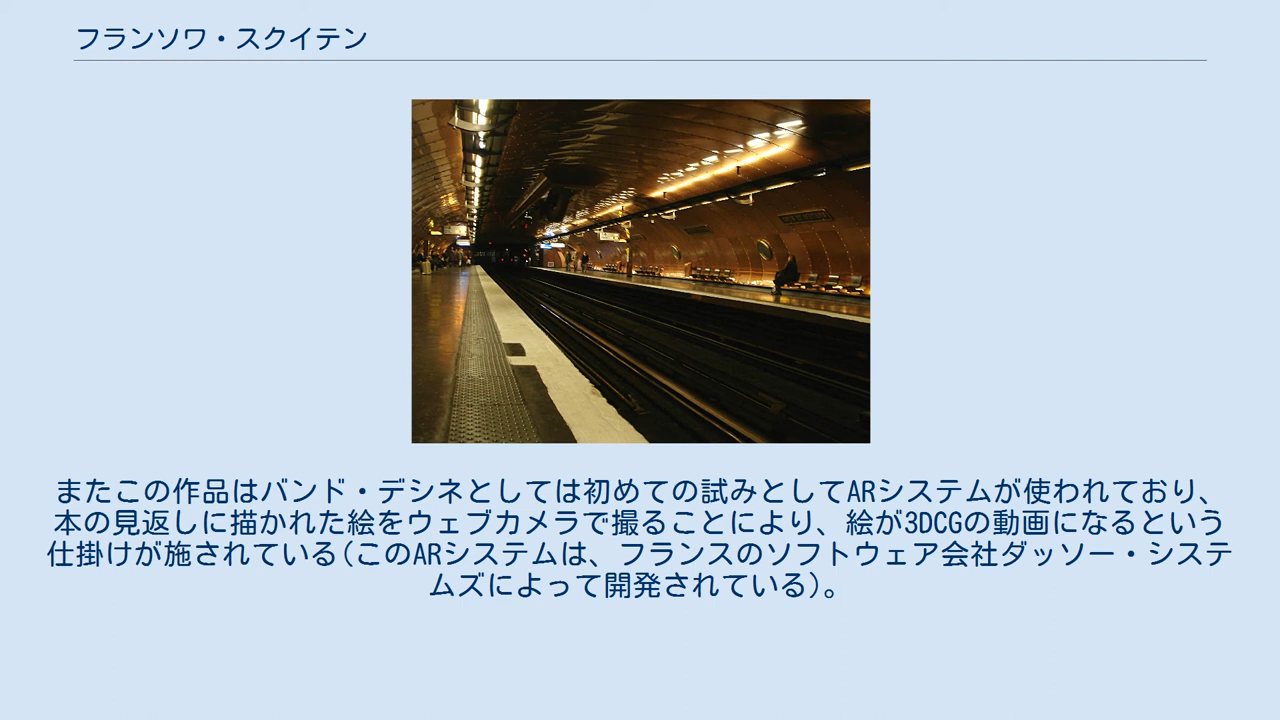 フランソワ・スクイテン
またこの作品はバンド・デシネとしては初めての試みとしてARシステムが使われており、
本の見返しに描かれた絵をウェブカメラで撮ることにより、絵が3DCGの動画になるという
仕掛けが施されている(このARシステムは、フランスのソフトウェア会社ダッソー・システ
ムズによって開発されている)。